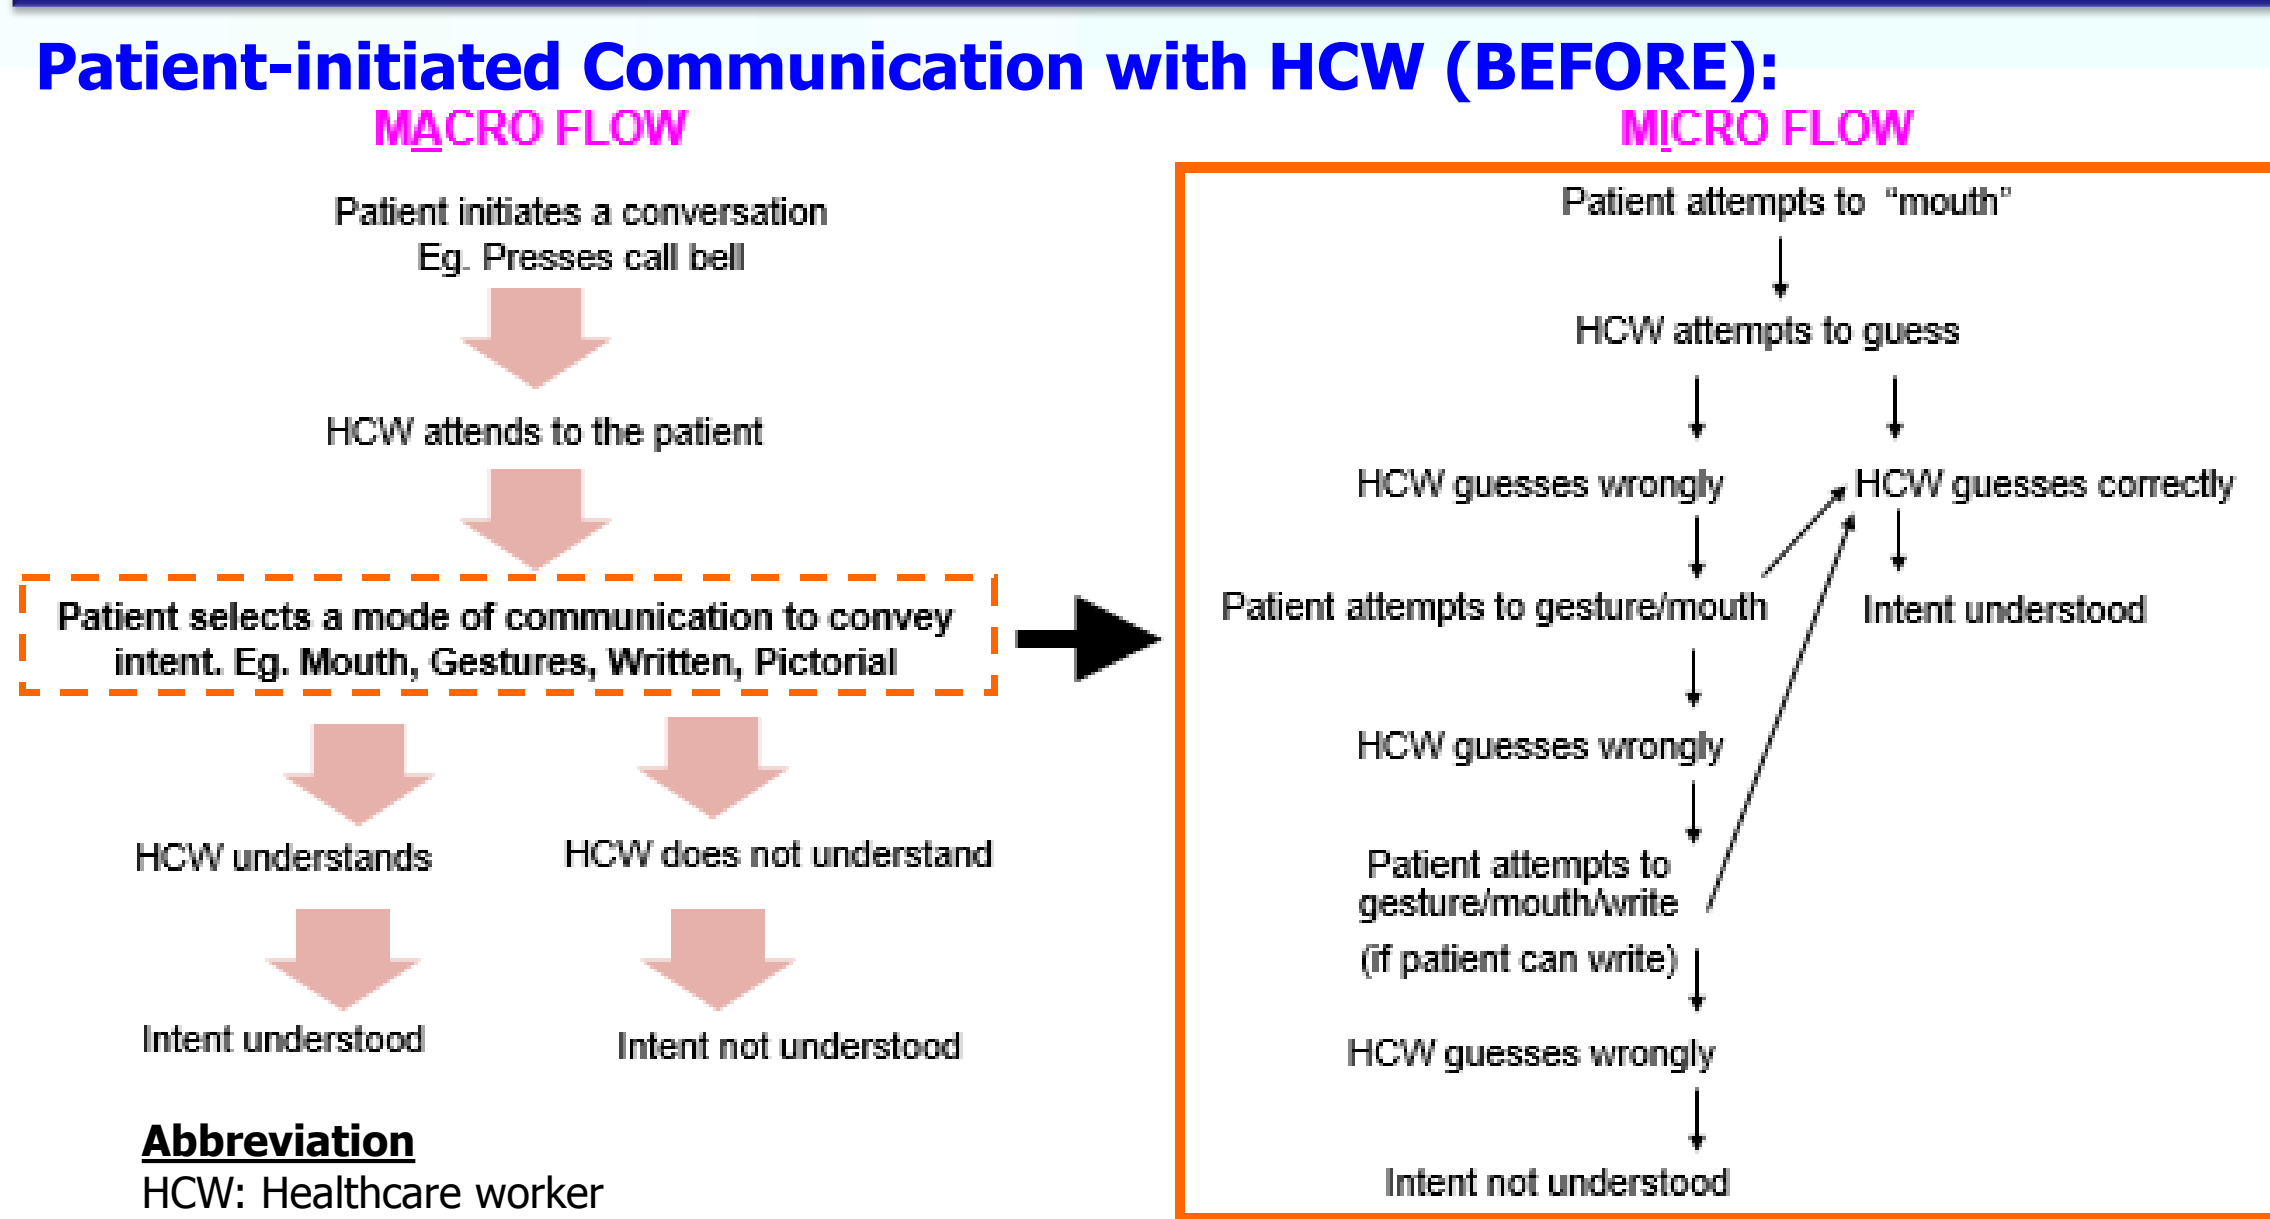 Patient-initiated Communication with HCW (BEFORE):
MACRO FLOW
Patient initiates a conversation
Eg. Presses call bell
HCW attends to the patient
Patient selects a mode of communication to convey
intent. Eg. Mouth, Gestures, Written, Pictorial
HCW understands
HCW does not understand
Intent understood
Intent not understood
Abbreviation
HCW: Healthcare worker
MICRO FLOW
Patient attempts to “mouth”
HCW attempts to guess
HCW guesses wrongly
HCW guesses correctly
Patient attempts to gesture/mouth
Intent understood
HCW guesses wrongly
Patient attempts to
gesture/mouth/write
(if patient can write)
HCW guesses wrongly
Intent not understood